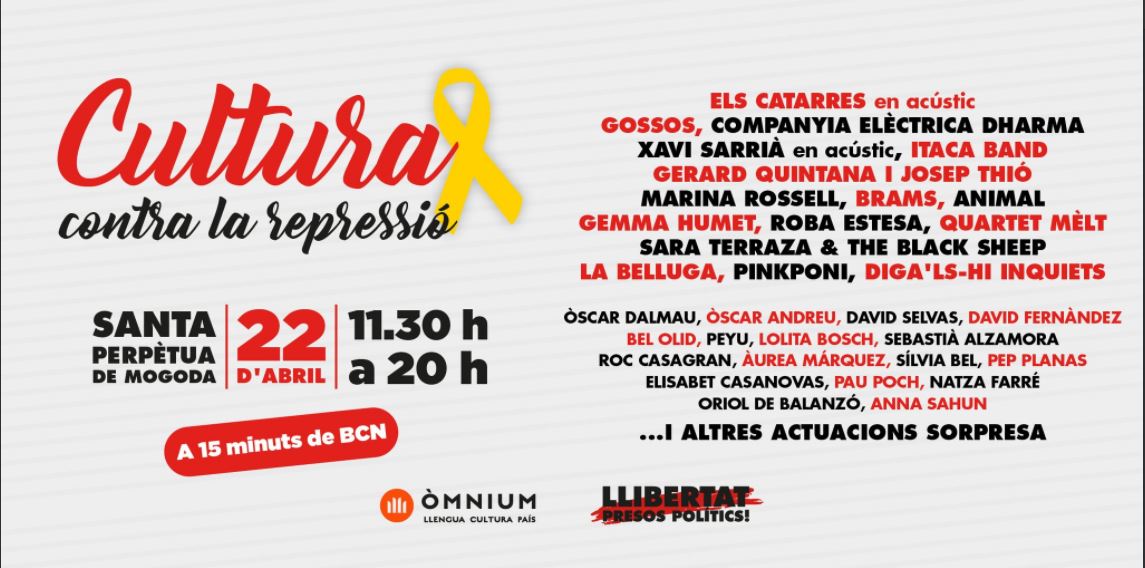 Cultura
contra la repressió
SANTA
PERPÈTUA
DE MOGODA
22
D'ABRIL
11.30 h
a 20 h
A 15 minuts de BCN
ELS CATARRES en acústic
GOSSOS, COMPANYIA ELÈCTRICA DHARMA
XAVI SARRIÀ en acústic, ITACA BAND
GERARD QUINTANA I JOSEP THIÓ
MARINA ROSSELL, BRAMS, ANIMAL
GEMMA HUMET, ROBA ESTESA, QUARTET MÈLT
SARA TERRAZA & THE BLACK SHEEP
LA BELLUGA, PINKPONI, DIGA'LS-HI INQUIETS
ÒSCAR DALMAU, ÒSCAR ANDREU, DAVID SELVAS, DAVID FERNÀNDEZ
BEL OLID, PEYU, LOLITA BOSCH, SEBASTIÀ ALZAMORA
ROC CASAGRAN, ÀUREA MÁRQUEZ, SÍLVIA BEL, PEP PLANAS
ELISABET CASANOVAS, PAU POCH, NATZA FARRÉ
ORIOL DE BALANZÓ, ANNA SAHUN
...I ALTRES ACTUACIONS SORPRESA
ÒMNIUM
LLENGUA CULTURA PAÍS
LLIBERTAT
PRESOS POLÍTICS!